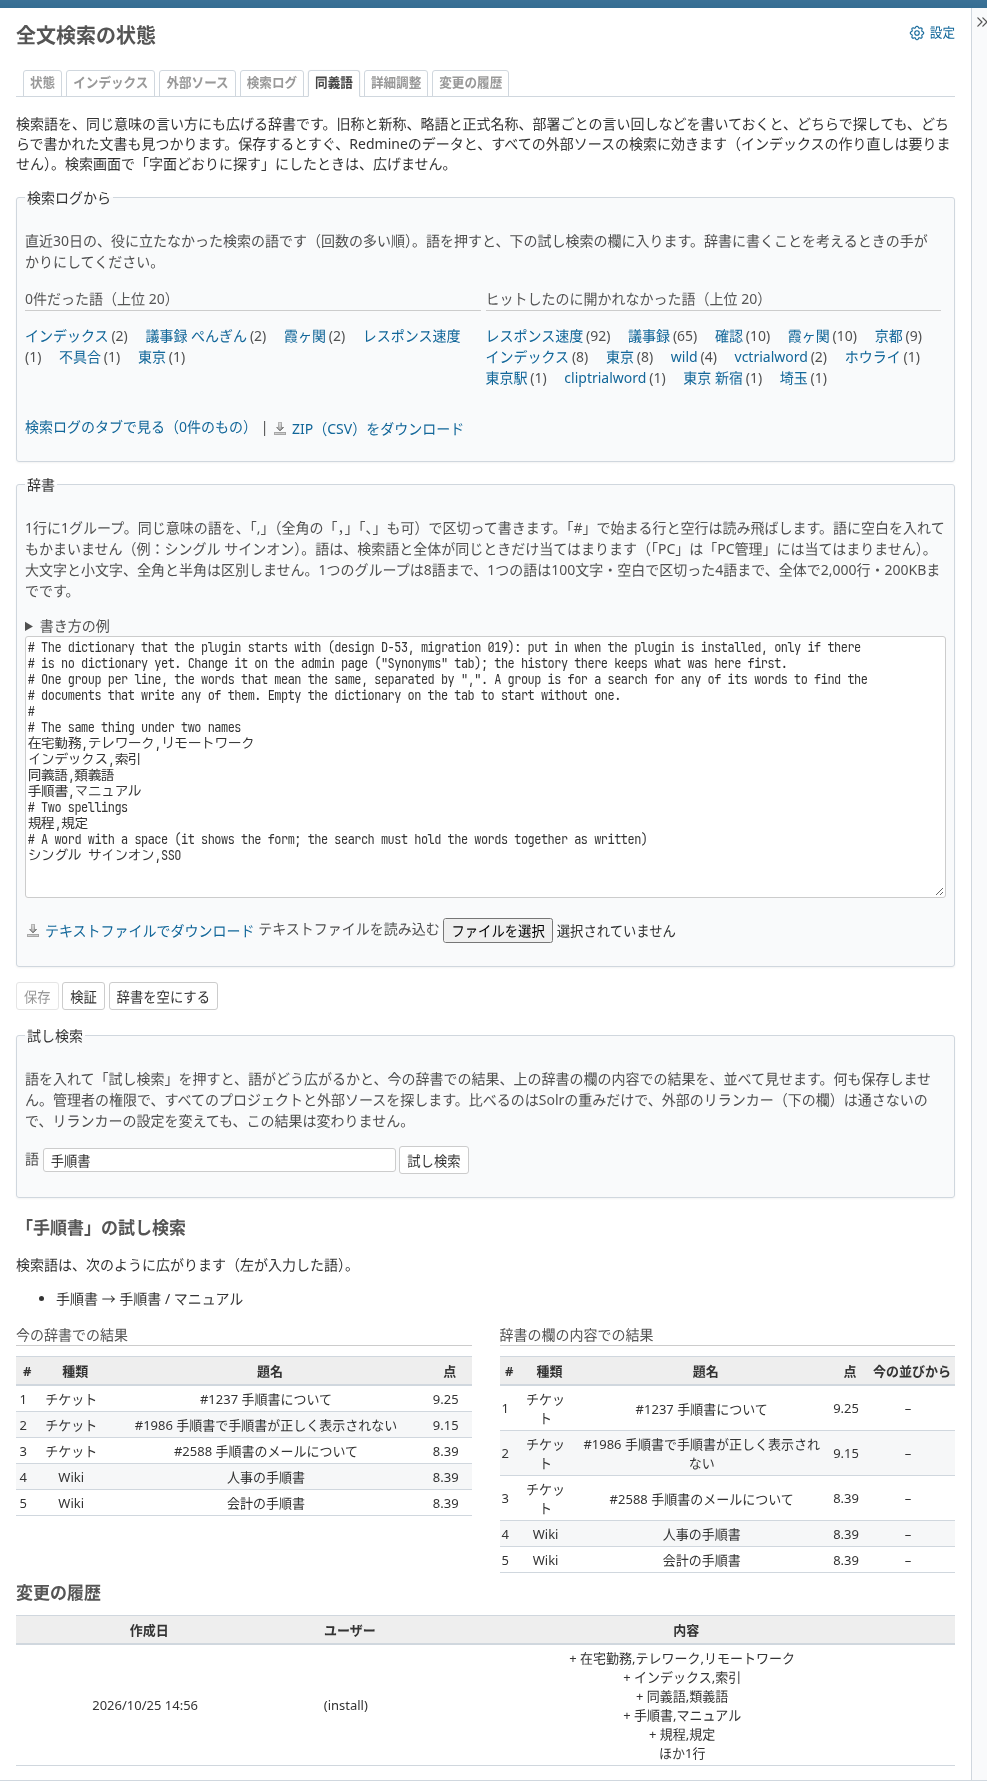 全文検索の状態
設定
状態 インデックス 外部ソース 検索ログ 同義語 詳細調整 変更の履歴
検索語を、同じ意味の言い方にも広げる辞書です。旧称と新称、略語と正式名称、部署ごとの言い回しなどを書いておくと、どちらで探しても、どち
らで書かれた文書も見つかります。保存するとすぐ、Redmineのデータと、すべての外部ソースの検索に効きます（インデックスの作り直しは要りま
せん）。検索画面で「字面どおりに探す」にしたときは、広げません。
検索ログから
直近30日の、役に立たなかった検索の語です（回数の多い順）。語を押すと、下の試し検索の欄に入ります。辞書に書くことを考えるときの手が
かりにしてください。
0件だった語（上位 20）
インデックス (2) 議事録 ぺんぎん (2) 霞ヶ関 (2) レスポンス速度
(1) 不具合 (1) 東京 (1)
ヒットしたのに開かれなかった語（上位 20）
レスポンス速度 (92) 議事録 (65) 確認 (10) 霞ヶ関 (10) 京都 (9)
インデックス (8) 東京 (8) wild (4) vctrialword (2) ホウライ (1)
東京駅 (1) cliptrialword (1) 東京 新宿 (1) 埼玉 (1)
検索ログのタブで見る（0件のもの） | ZIP（CSV）をダウンロード
辞書
1行に1グループ。同じ意味の語を、「,」（全角の「，」「、」も可）で区切って書きます。「#」で始まる行と空行は読み飛ばします。語に空白を入れて
もかまいません（例：シングル サインオン）。語は、検索語と全体が同じときだけ当てはまります（「PC」は「PC管理」には当てはまりません）。
大文字と小文字、全角と半角は区別しません。1つのグループは8語まで、1つの語は100文字・空白で区切った4語まで、全体で2,000行・200KBま
でです。
▶ 書き方の例
# The dictionary that the plugin starts with (design D-53, migration 019): put in when the plugin is installed, only if there
# is no dictionary yet. Change it on the admin page ("Synonyms" tab); the history there keeps what was here first.
# One group per line, the words that mean the same, separated by ",". A group is for a search for any of its words to find the
# documents that write any of them. Empty the dictionary on the tab to start without one.
#
# The same thing under two names
在宅勤務,テレワーク,リモートワーク
インデックス,索引
同義語,類義語
手順書,マニュアル
# Two spellings
規程,規定
# A word with a space (it shows the form; the search must hold the words together as written)
シングル サインオン,SSO
テキストファイルでダウンロード テキストファイルを読み込む ファイルを選択 選択されていません
保存 検証 辞書を空にする
試し検索
語を入れて「試し検索」を押すと、語がどう広がるかと、今の辞書での結果、上の辞書の欄の内容での結果を、並べて見せます。何も保存しませ
ん。管理者の権限で、すべてのプロジェクトと外部ソースを探します。比べるのはSolrの重みだけで、外部のリランカー（下の欄）は通さないの
で、リランカーの設定を変えても、この結果は変わりません。
語 手順書 試し検索
「手順書」の試し検索
検索語は、次のように広がります（左が入力した語）。
• 手順書 → 手順書 / マニュアル
今の辞書での結果
# 種類 題名 点
1 チケット #1237 手順書について 9.25
2 チケット #1986 手順書で手順書が正しく表示されない 9.15
3 チケット #2588 手順書のメールについて 8.39
4 Wiki 人事の手順書 8.39
5 Wiki 会計の手順書 8.39
辞書の欄の内容での結果
# 種類 題名 点 今の並びから
1 チケッ
ト #1237 手順書について 9.25 –
2 チケッ
ト #1986 手順書で手順書が正しく表示され
ない 9.15 –
3 チケッ
ト #2588 手順書のメールについて 8.39 –
4 Wiki 人事の手順書 8.39 –
5 Wiki 会計の手順書 8.39 –
変更の履歴
作成日 ユーザー 内容
2026/10/25 14:56 (install)
+ 在宅勤務,テレワーク,リモートワーク
+ インデックス,索引
+ 同義語,類義語
+ 手順書,マニュアル
+ 規程,規定
ほか1行